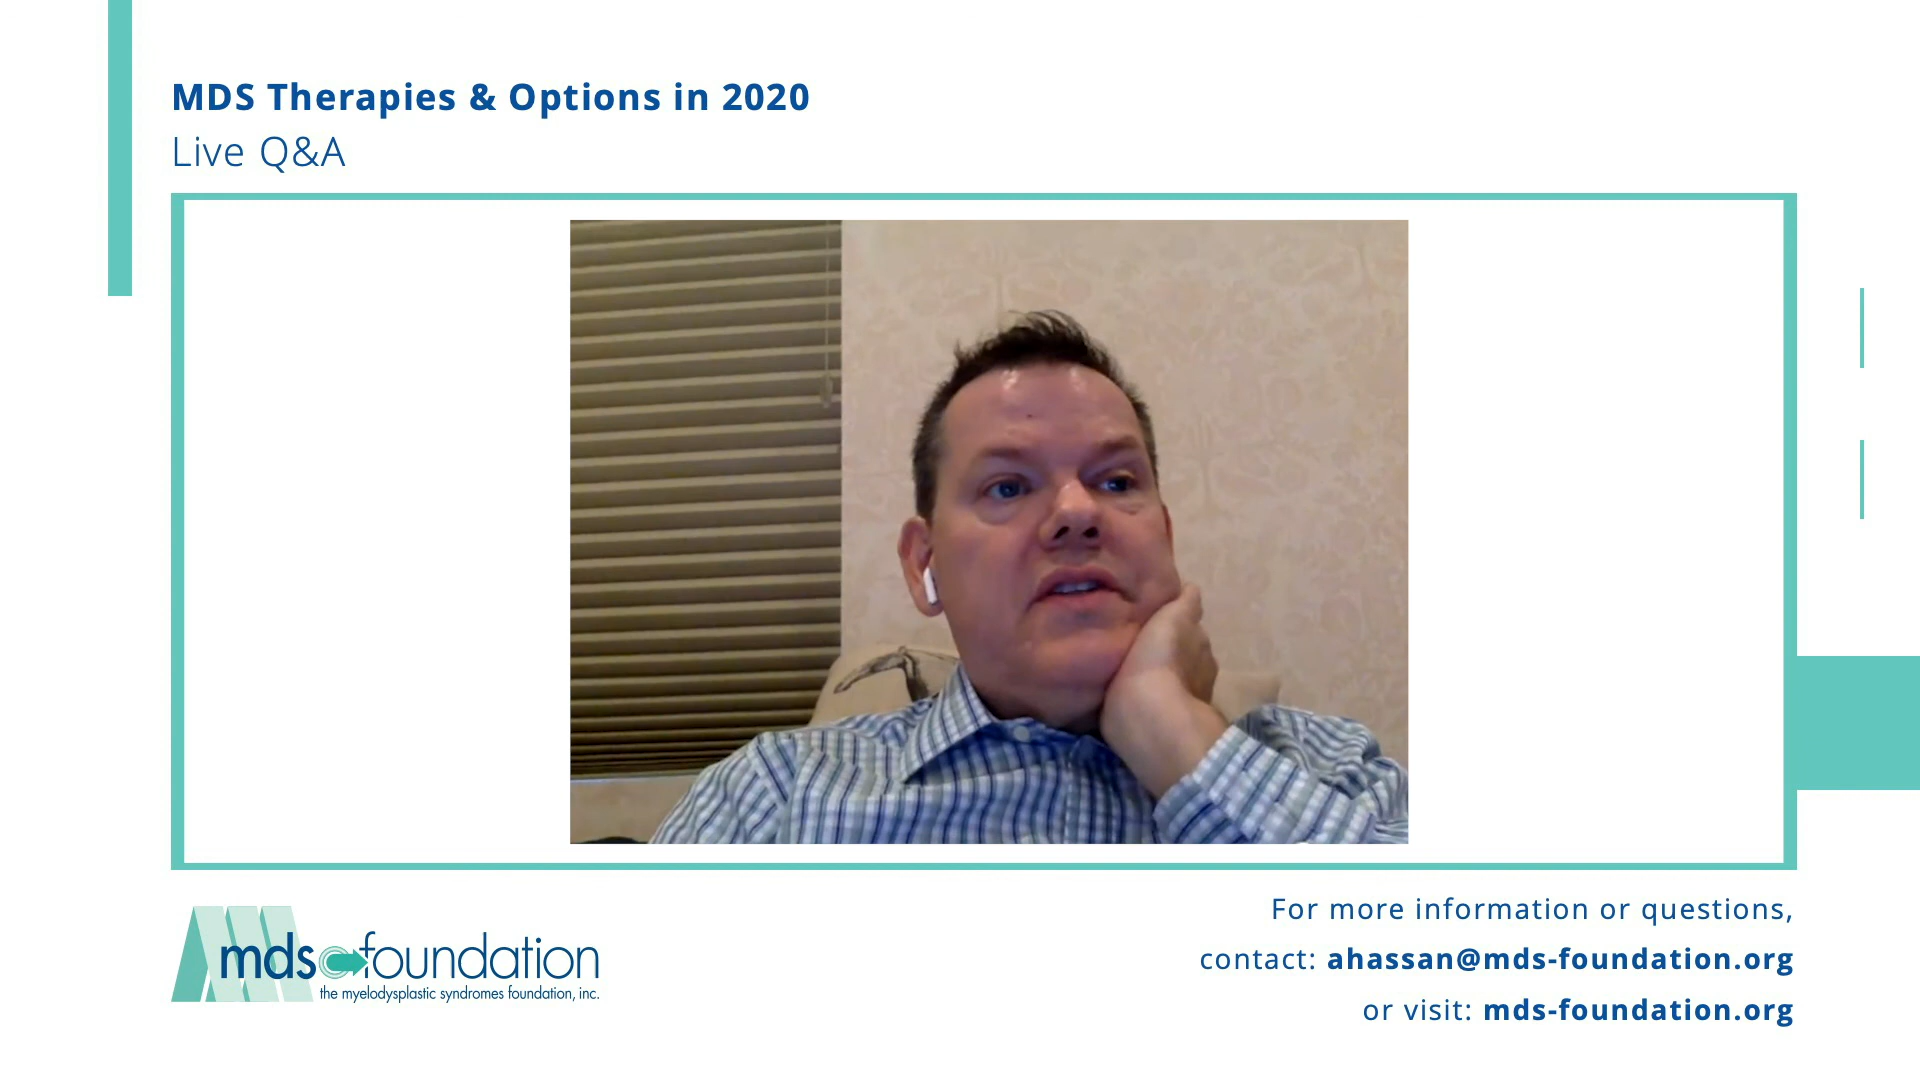 MDS Therapies & Options in 2020
Live Q&A
mds foundation
the myelodysplastic syndromes foundation, inc.
For more information or questions,
contact: ahassan@mds-foundation.org
or visit: mds-foundation.org